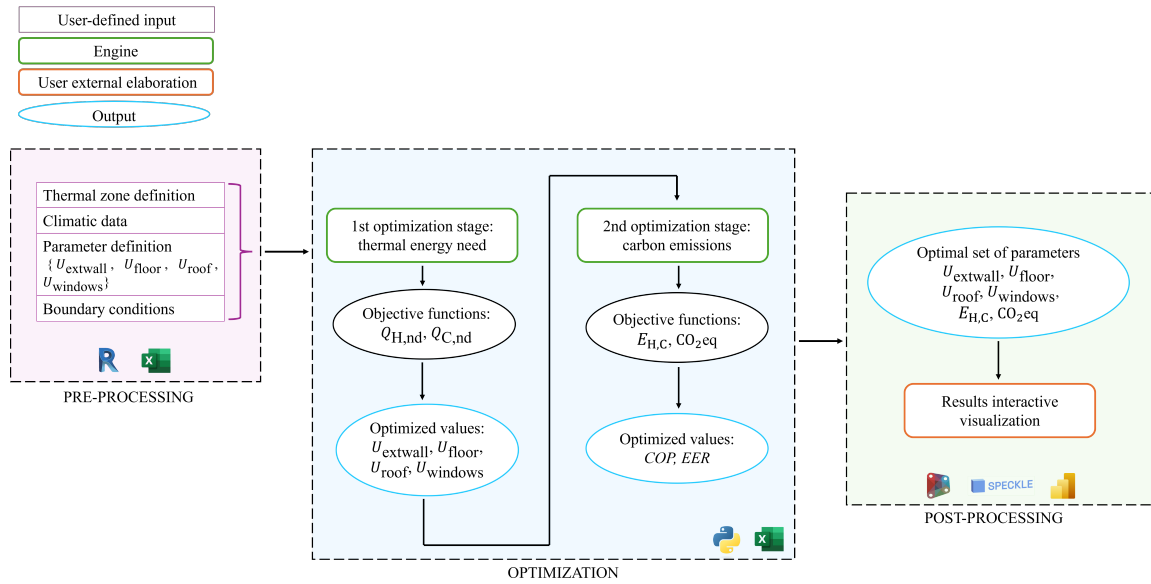 User-defined input
Engine
User external elaboration
Output
Thermal zone definition
Climatic data
Parameter definition
{ U_extwall , U_floor , U_roof ,
U_windows}
Boundary conditions
R
X
PRE-PROCESSING
1st optimization stage:
thermal energy need
Objective functions:
Q_H,nd, Q_C,nd
Optimized values:
U_extwall, U_floor,
U_roof, U_windows
2nd optimization stage:
carbon emissions
Objective functions:
E_H,C, CO₂eq
Optimized values:
COP, EER
X
OPTIMIZATION
Optimal set of parameters
U_extwall, U_floor,
U_roof, U_windows,
E_H,C, CO₂eq
Results interactive
visualization
SPECKLE
POST-PROCESSING